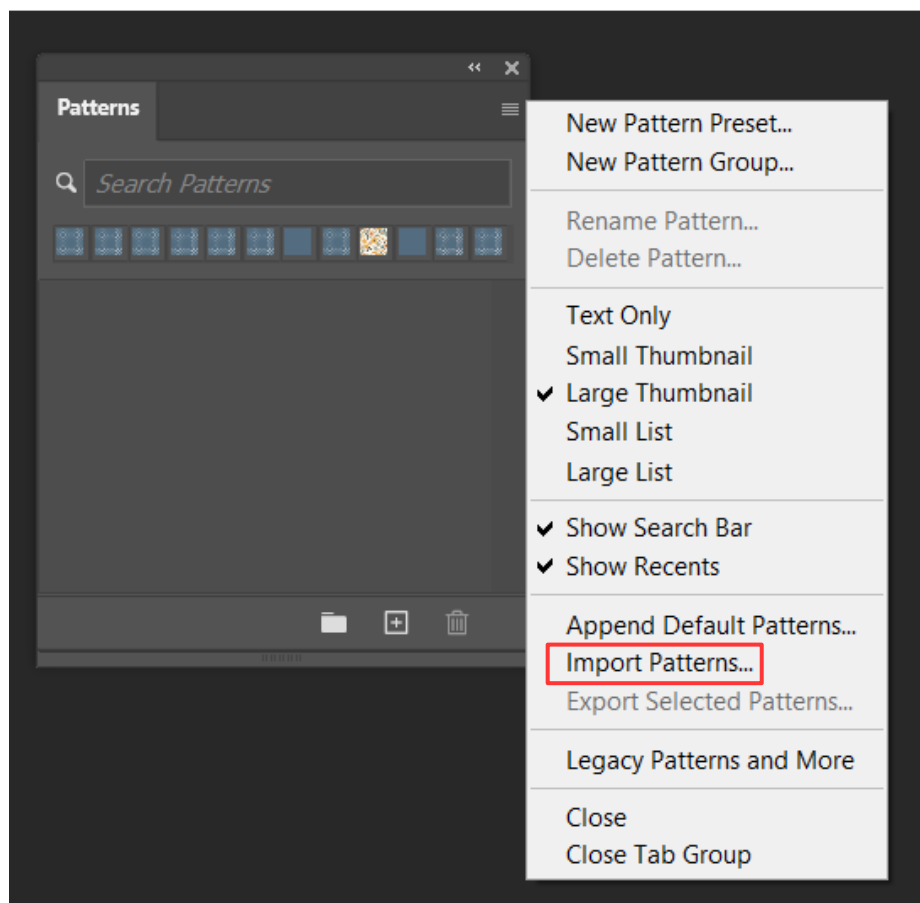 Patterns
Search Patterns
New Pattern Preset...
New Pattern Group...
Rename Pattern...
Delete Pattern...
Text Only
Small Thumbnail
Large Thumbnail
Small List
Large List
Show Search Bar
Show Recents
Append Default Patterns...
Import Patterns...
Export Selected Patterns...
Legacy Patterns and More
Close
Close Tab Group